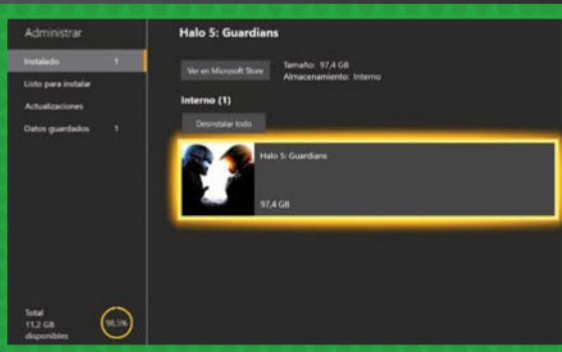 Administrar
Instalado 1
Listo para instalar
Actualizaciones
Datos guardados 1
Total
11,2 GB
disponibles
98,5%
Halo 5: Guardians
Ver en Microsoft Store
Tamaño: 97,4 GB
Almacenamiento: Interno
Interno (1)
Desinstalar todo
Halo 5: Guardians
97,4 GB